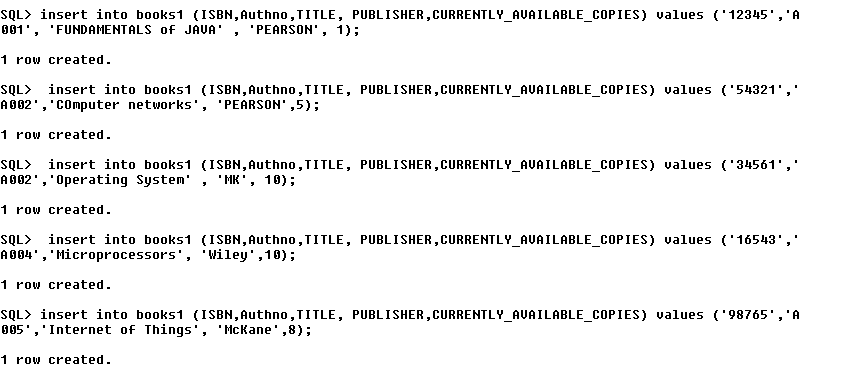 SQL> insert into books1 (ISBN,Authno,TITLE, PUBLISHER,CURRENTLY_AVAILABLE_COPIES) values ('12345','A
001', 'FUNDAMENTALS of JAVA' , 'PEARSON', 1);
1 row created.
SQL>  insert into books1 (ISBN,Authno,TITLE, PUBLISHER,CURRENTLY_AVAILABLE_COPIES) values ('54321','
A002','COmputer networks', 'PEARSON',5);
1 row created.
SQL>  insert into books1 (ISBN,Authno,TITLE, PUBLISHER,CURRENTLY_AVAILABLE_COPIES) values ('34561','
A002','Operating System' , 'MK', 10);
1 row created.
SQL>  insert into books1 (ISBN,Authno,TITLE, PUBLISHER,CURRENTLY_AVAILABLE_COPIES) values ('16543','
A004','Microprocessors', 'Wiley',10);
1 row created.
SQL> insert into books1 (ISBN,Authno,TITLE, PUBLISHER,CURRENTLY_AVAILABLE_COPIES) values ('98765','A
005','Internet of Things', 'McKane',8);
1 row created.